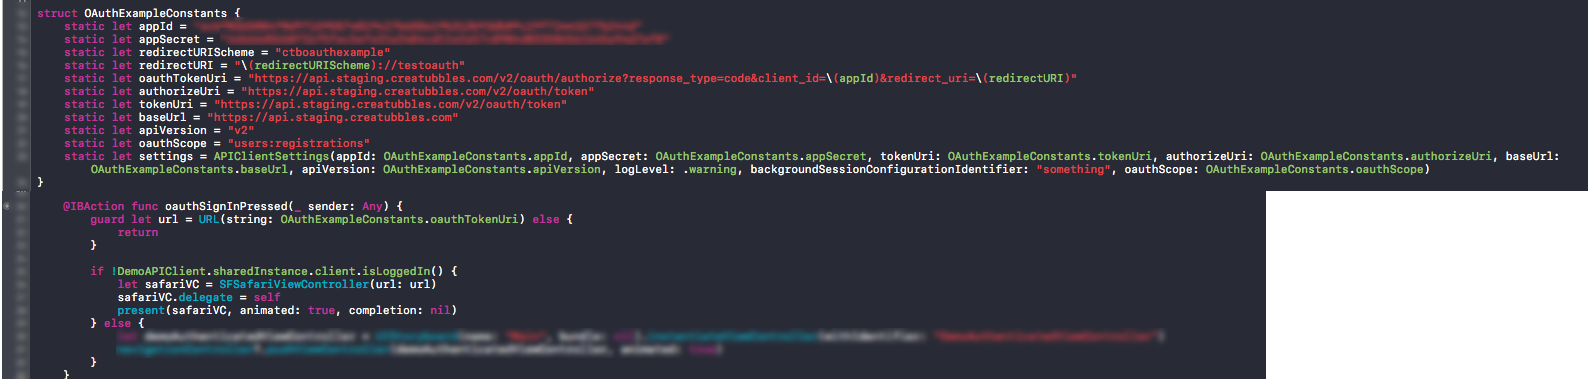 struct OAuthExampleConstants {
static let appId =
static let appSecret =
static let redirectURIScheme = "ctboauthexample"
static let redirectURI = "\(redirectURIScheme)://testoauth"
static let oauthTokenUri = "https://api.staging.creatubbles.com/v2/oauth/authorize?response_type=code&client_id=\(appId)&redirect_uri=\(redirectURI)"
static let authorizeUri = "https://api.staging.creatubbles.com/v2/oauth/token"
static let tokenUri = "https://api.staging.creatubbles.com/v2/oauth/token"
static let baseUrl = "https://api.staging.creatubbles.com"
static let apiVersion = "v2"
static let oauthScope = "users:registrations"
static let settings = APIClientSettings(appId: OAuthExampleConstants.appId, appSecret: OAuthExampleConstants.appSecret, tokenUri: OAuthExampleConstants.tokenUri, authorizeUri: OAuthExampleConstants.authorizeUri, baseUrl:
OAuthExampleConstants.baseUrl, apiVersion: OAuthExampleConstants.apiVersion, logLevel: .warning, backgroundSessionConfigurationIdentifier: "something", oauthScope: OAuthExampleConstants.oauthScope)
}
@IBAction func oauthSignInPressed(_ sender: Any) {
guard let url = URL(string: OAuthExampleConstants.oauthTokenUri) else {
return
}
if !DemoAPIClient.sharedInstance.client.isLoggedIn() {
let safariVC = SFSafariViewController(url: url)
safariVC.delegate = self
present(safariVC, animated: true, completion: nil)
} else {
}
}